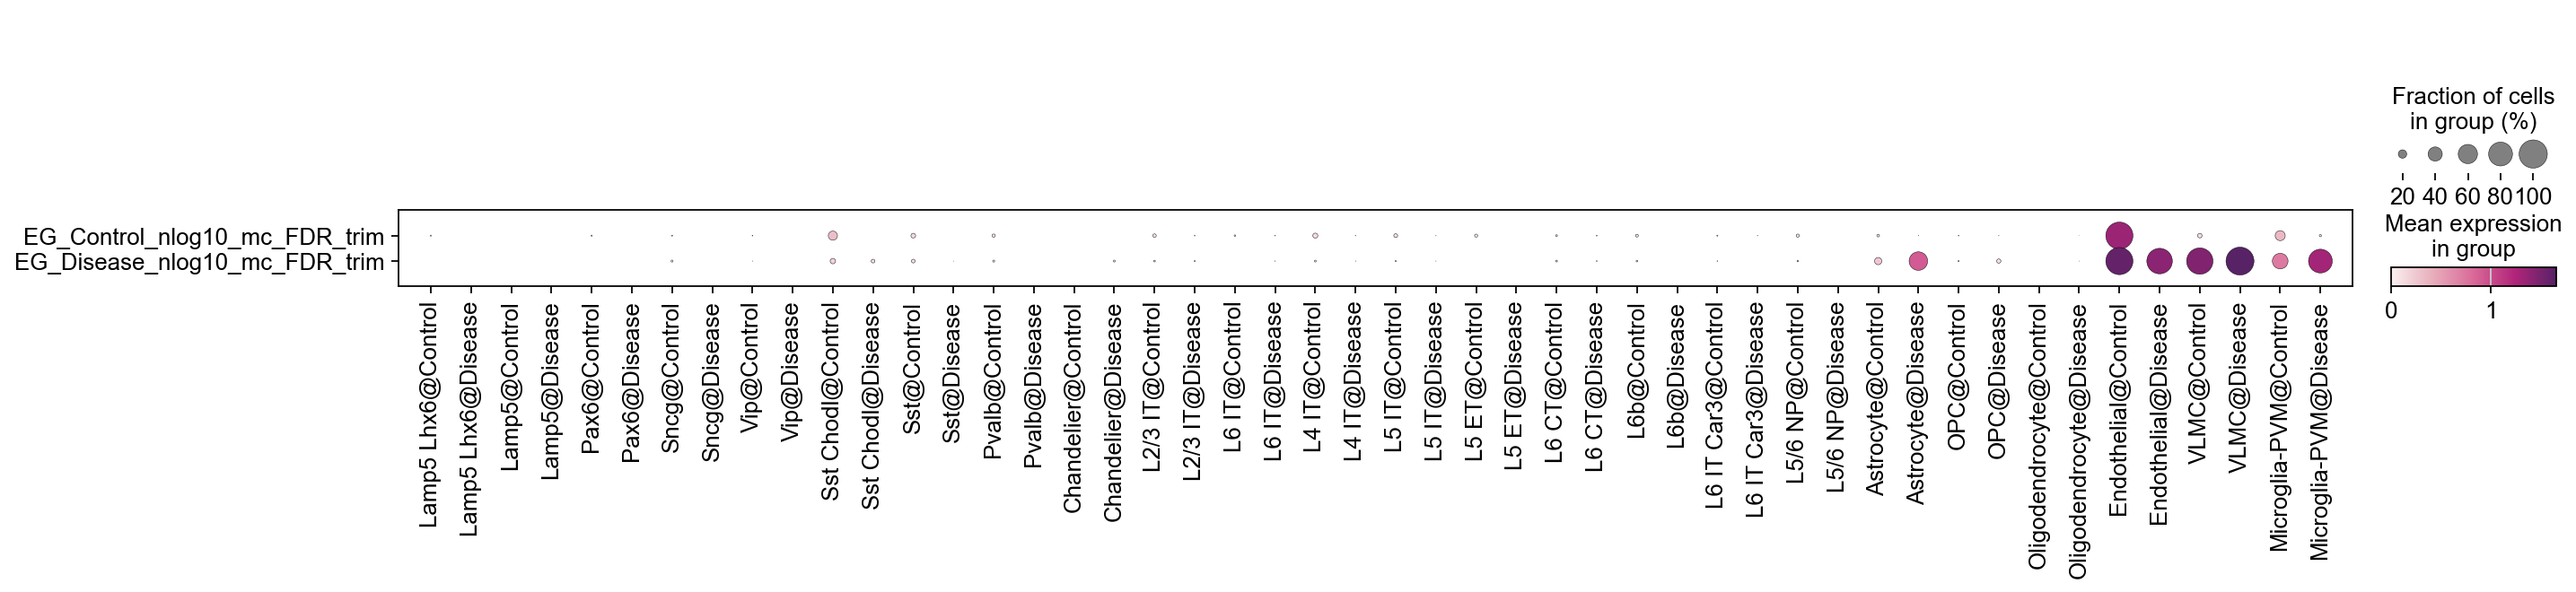 Fraction of cells
in group (%)
20 40 60 80 100
Mean expression
in group
0 1
EG_Control_nlog10_mc_FDR_trim
EG_Disease_nlog10_mc_FDR_trim
Lamp5 Lhx6@Control
Lamp5 Lhx6@Disease
Lamp5@Control
Lamp5@Disease
Pax6@Control
Pax6@Disease
Sncg@Control
Sncg@Disease
Vip@Control
Vip@Disease
Sst Chodl@Control
Sst Chodl@Disease
Sst@Control
Sst@Disease
Pvalb@Control
Pvalb@Disease
Chandelier@Control
Chandelier@Disease
L2/3 IT@Control
L2/3 IT@Disease
L6 IT@Control
L6 IT@Disease
L4 IT@Control
L4 IT@Disease
L5 IT@Control
L5 IT@Disease
L5 ET@Control
L5 ET@Disease
L6 CT@Control
L6 CT@Disease
L6b@Control
L6b@Disease
L6 IT Car3@Control
L6 IT Car3@Disease
L5/6 NP@Control
L5/6 NP@Disease
Astrocyte@Control
Astrocyte@Disease
OPC@Control
OPC@Disease
Oligodendrocyte@Control
Oligodendrocyte@Disease
Endothelial@Control
Endothelial@Disease
VLMC@Control
VLMC@Disease
Microglia-PVM@Control
Microglia-PVM@Disease